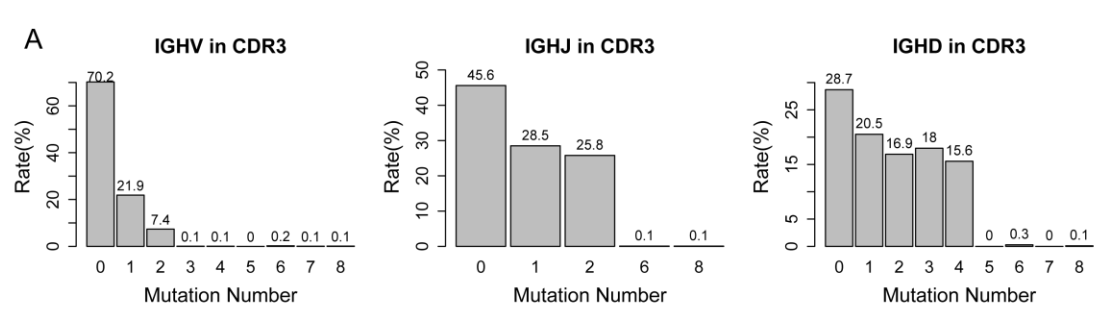 A
IGHV in CDR3
Rate(%)
0 20 40 60
70.2 21.9 7.4 0.1 0.1 0 0.2 0.1 0.1
0 1 2 3 4 5 6 7 8
Mutation Number
IGHJ in CDR3
Rate(%)
0 10 20 30 40 50
45.6 28.5 25.8 0.1 0.1
0 1 2 6 8
Mutation Number
IGHD in CDR3
Rate(%)
0 5 15 25
28.7 20.5 16.9 18 15.6 0 0.3 0 0.1
0 1 2 3 4 5 6 7 8
Mutation Number